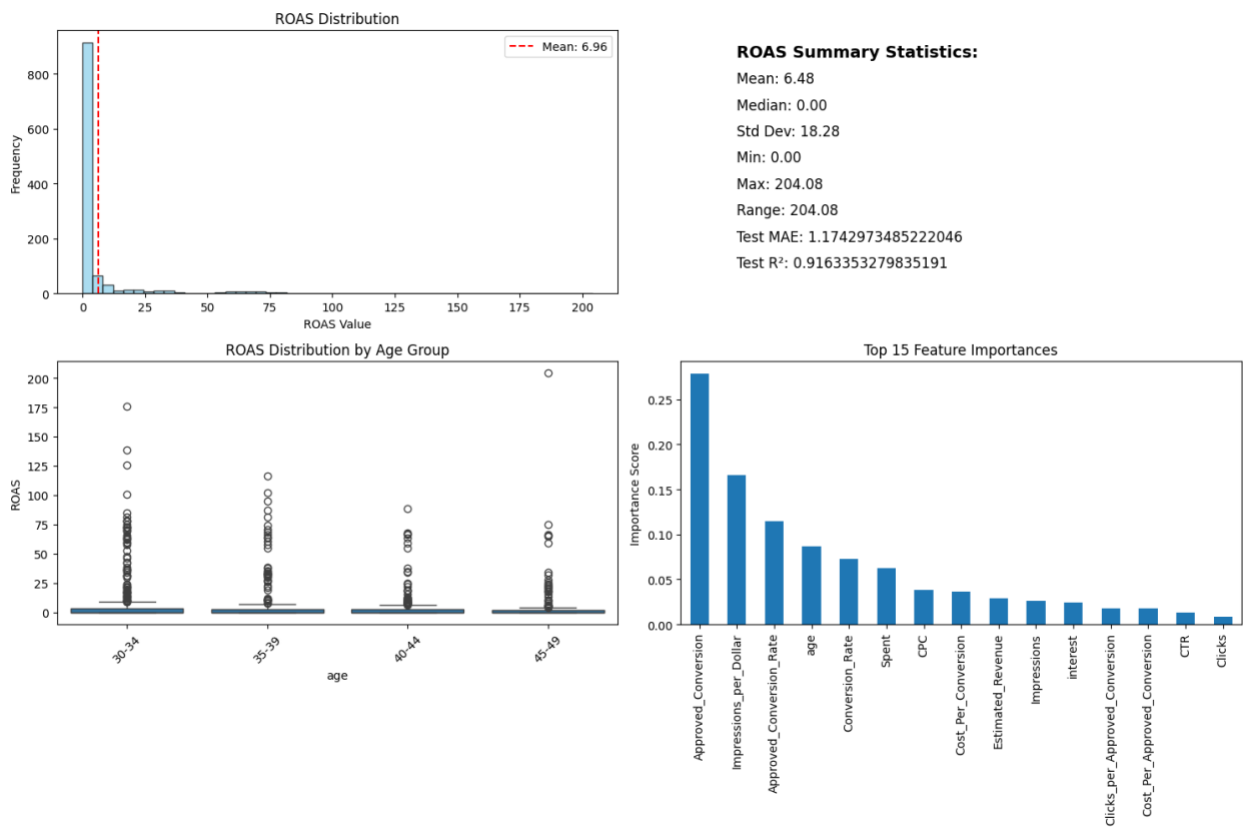 ROAS Distribution
Mean: 6.96
800
600
400
200
0
Frequency
0 25 50 75 100 125 150 175 200
ROAS Value
ROAS Summary Statistics:
Mean: 6.48
Median: 0.00
Std Dev: 18.28
Min: 0.00
Max: 204.08
Range: 204.08
Test MAE: 1.1742973485222046
Test R²: 0.9163353279835191
ROAS Distribution by Age Group
200
175
150
125
100
75
50
25
0
ROAS
30-34 35-39 40-44 45-49
age
Top 15 Feature Importances
0.25
0.20
0.15
0.10
0.05
0.00
Importance Score
Approved_Conversion
Impressions_per_Dollar
Approved_Conversion_Rate
age
Conversion_Rate
Spent
CPC
Cost_Per_Conversion
Estimated_Revenue
Impressions
interest
Clicks_per_Approved_Conversion
Cost_Per_Approved_Conversion
CTR
Clicks